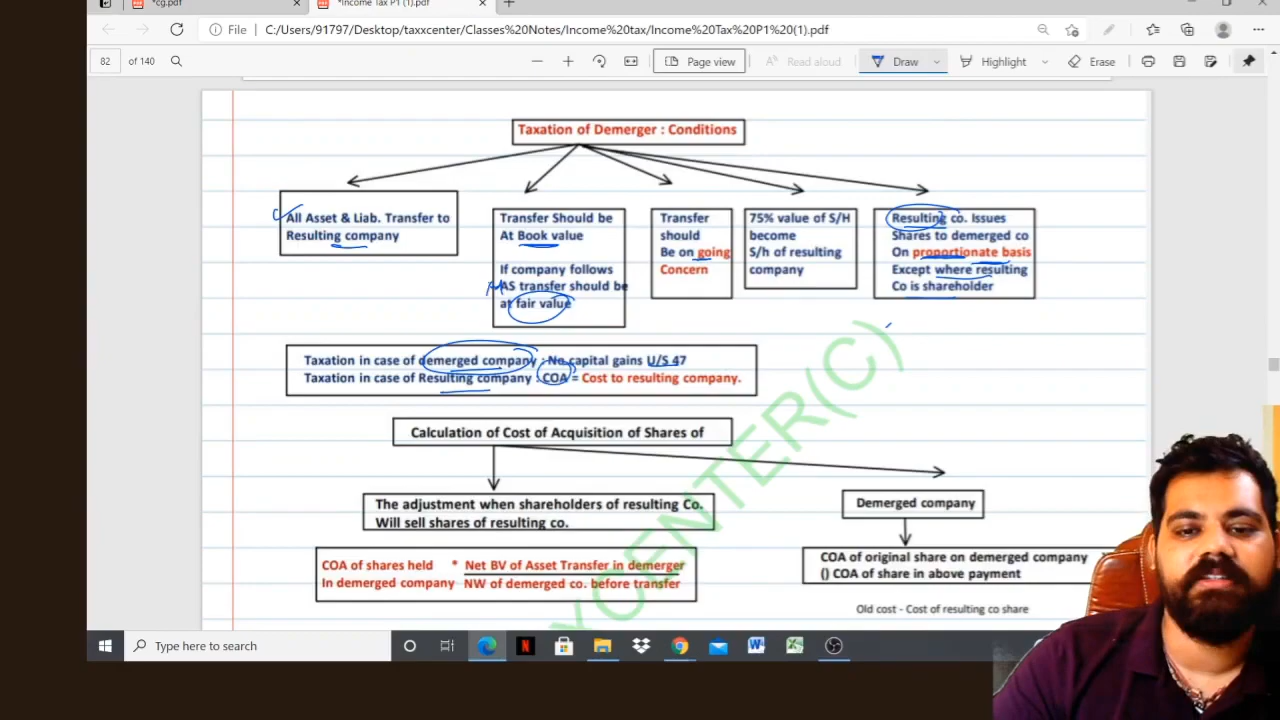 *cg.pdf
*Income Tax P1 (1).pdf
File
C:/Users/91797/Desktop/taxxcenter/Classes%20Notes/Income%20tax/Income%20Tax%20P1%20(1).pdf
82 of 140
Page view
Read aloud
Draw
Highlight
Erase
Taxation of Demerger : Conditions
All Asset & Liab. Transfer to
Resulting company
Transfer Should be
At Book value
If company follows
AS transfer should be
at fair value
Transfer
should
Be on going
Concern
75% value of S/H
become
S/h of resulting
company
Resulting co. Issues
Shares to demerged co
On proportionate basis
Except where resulting
Co is shareholder
Taxation in case of demerged company : No capital gains U/S 47
Taxation in case of Resulting company : COA = Cost to resulting company.
Calculation of Cost of Acquisition of Shares of
The adjustment when shareholders of resulting Co.
Will sell shares of resulting co.
Demerged company
COA of shares held * Net BV of Asset Transfer in demerger
In demerged company NW of demerged co. before transfer
COA of original share on demerged company
() COA of share in above payment
Old cost - Cost of resulting co share
XCENTER(C)
Type here to search